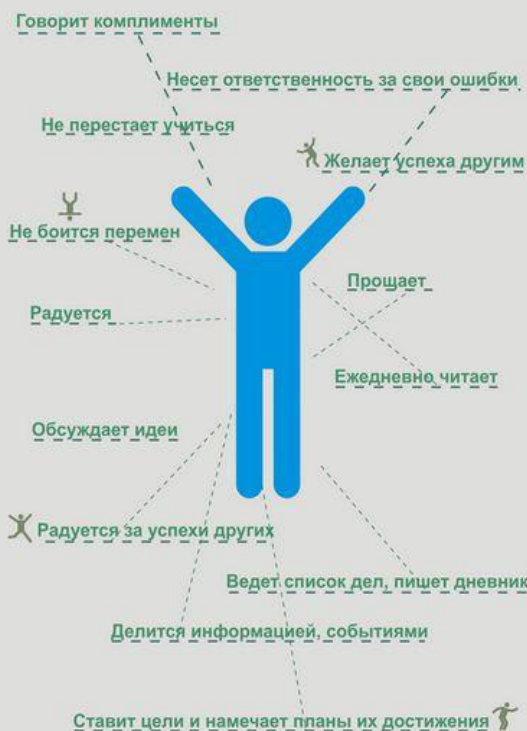 Говорит комплименты
Несет ответственность за свои ошибки
Не перестает учиться
Желает успеха другим
Не боится перемен
Прощает
Радуется
Ежедневно читает
Обсуждает идеи
Радуется за успехи других
Ведет список дел, пишет дневник
Делится информацией, событиями
Ставит цели и намечает планы их достижения